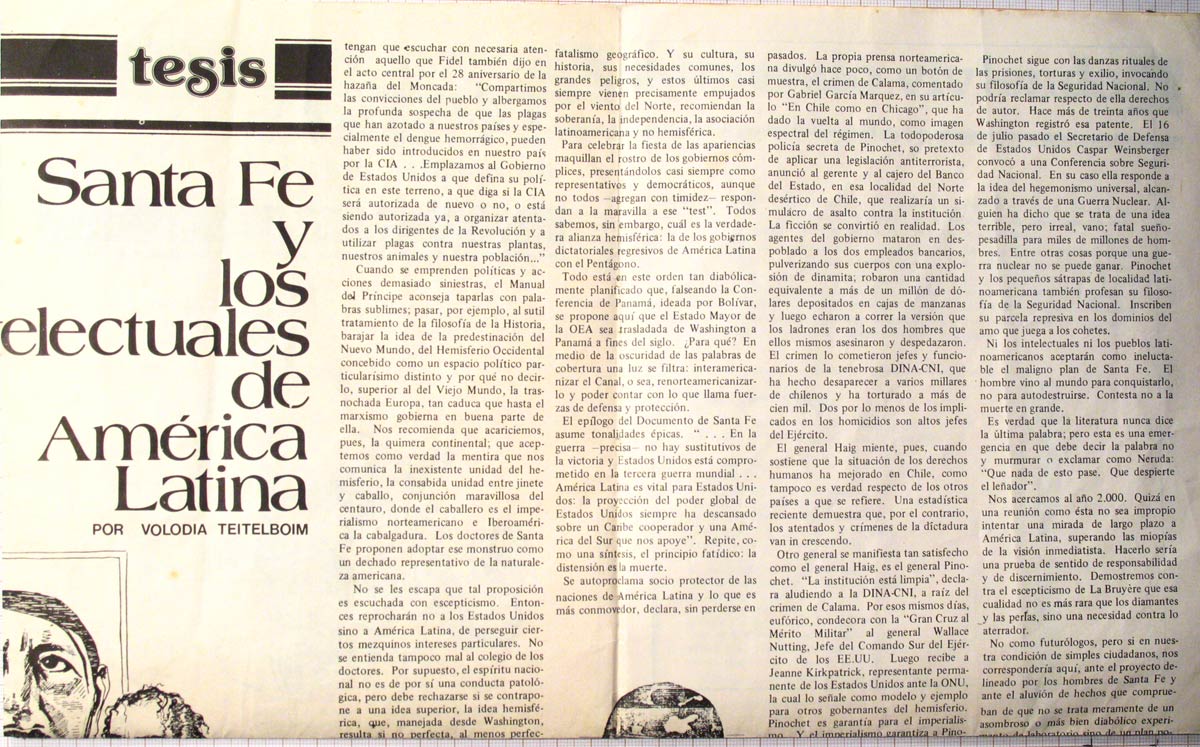 tesis
Santa Fe
y
los
electuales
de
América
Latina
POR VOLODIA TEITELBOIM
tengan que escuchar con necesaria aten-
ción aquello que Fidel también dijo en
el acto central por el 28 aniversario de la
hazaña del Moncada: “Compartimos
las convicciones del pueblo y albergamos
la profunda sospecha de que las plagas
que han azotado a nuestros países y espe-
cialmente el dengue hemorrágico, pueden
haber sido introducidos en nuestro país
por la CIA . . .Emplazamos al Gobierno
de Estados Unidos a que defina su polí-
tica en este terreno, a que diga si la CIA
será autorizada de nuevo o no, o está
siendo autorizada ya, a organizar atenta-
dos a los dirigentes de la Revolución y a
utilizar plagas contra nuestras plantas,
nuestros animales y nuestra población...”
Cuando se emprenden políticas y ac-
ciones demasiado siniestras, el Manual
del Príncipe aconseja taparlas con pala-
bras sublimes; pasar, por ejemplo, al sutil
tratamiento de la filosofía de la Historia,
barajar la idea de la predestinación del
Nuevo Mundo, del Hemisferio Occidental
concebido como un espacio político par-
ticularísimo distinto y por qué no decir-
lo, superior al del Viejo Mundo, la tras-
nochada Europa, tan caduca que hasta el
marxismo gobierna en buena parte de
ella. Nos recomienda que acariciemos,
pues, la quimera continental; que acep-
temos como verdad la mentira que nos
comunica la inexistente unidad del he-
misferio, la consabida unidad entre jinete
y caballo, conjunción maravillosa del
centauro, donde el caballero es el impe-
rialismo norteamericano e Iberoaméri-
ca la cabalgadura. Los doctores de Santa
Fe proponen adoptar ese monstruo como
un dechado representativo de la naturale-
za americana.
No se les escapa que tal proposición
es escuchada con escepticismo. Enton-
ces reprocharán no a los Estados Unidos
sino a América Latina, de perseguir cier-
tos mezquinos intereses particulares. No
se entienda tampoco mal al colegio de los
doctores. Por supuesto, el espíritu nacio-
nal no es de por sí una conducta patoló-
gica, pero debe rechazarse si se contrapo-
ne a una idea superior, la idea hemisfé-
rica, que, manejada desde Washington,
resulta si no perfecta, al menos perfec-
fatalismo geográfico. Y su cultura, su
historia, sus necesidades comunes, los
grandes peligros, y estos últimos casi
siempre vienen precisamente empujados
por el viento del Norte, recomiendan la
soberanía, la independencia, la asociación
latinoamericana y no hemisférica.
Para celebrar la fiesta de las apariencias
maquillan el rostro de los gobiernos cóm-
plices, presentándolos casi siempre como
representativos y democráticos, aunque
no todos —agregan con timidez— respon-
dan a la maravilla a ese “test”. Todos
sabemos, sin embargo, cuál es la verdade-
ra alianza hemisférica: la de los gobiernos
dictatoriales regresivos de América Latina
con el Pentágono.
Todo está en este orden tan diabólica-
mente planificado que, falseando la Con-
ferencia de Panamá, ideada por Bolívar,
se propone aquí que el Estado Mayor de
la OEA sea trasladada de Washington a
Panamá a fines del siglo. ¿Para qué? En
medio de la oscuridad de las palabras de
cobertura una luz se filtra: interamerica-
nizar el Canal, o sea, renorteamericanizar-
lo y poder contar con lo que llama fuer-
zas de defensa y protección.
El epílogo del Documento de Santa Fe
asume tonalidades épicas. “ . . . En la
guerra —precisa— no hay sustitutivos de
la victoria y Estados Unidos está compro-
metido en la tercera guerra mundial . . .
América Latina es vital para Estados Uni-
dos: la proyección del poder global de
Estados Unidos siempre ha descansado
sobre un Caribe cooperador y una Amé-
rica del Sur que nos apoye”. Repite, co-
mo una síntesis, el principio fatídico: la
distensión es la muerte.
Se autoproclama socio protector de las
naciones de América Latina y lo que es
más conmovedor, declara, sin perderse en
pasados. La propia prensa norteamerica-
na divulgó hace poco, como un botón de
muestra, el crimen de Calama, comentado
por Gabriel García Marquez, en su artícu-
lo “En Chile como en Chicago”, que ha
dado la vuelta al mundo, como imagen
espectral del régimen. La todopoderosa
policía secreta de Pinochet, so pretexto
de aplicar una legislación antiterrorista,
anunció al gerente y al cajero del Banco
del Estado, en esa localidad del Norte
desértico de Chile, que realizaría un si-
mulácro de asalto contra la institución.
La ficción se convirtió en realidad. Los
agentes del gobierno mataron en des-
poblado a los dos empleados bancarios,
pulverizando sus cuerpos con una explo-
sión de dinamita; robaron una cantidad
equivalente a más de un millón de dó-
lares depositados en cajas de manzanas
y luego echaron a correr la versión que
los ladrones eran los dos hombres que
ellos mismos asesinaron y despedazaron.
El crimen lo cometieron jefes y funcio-
narios de la tenebrosa DINA-CNI, que
ha hecho desaparecer a varios millares
de chilenos y ha torturado a más de
cien mil. Dos por lo menos de los impli-
cados en los homicidios son altos jefes
del Ejército.
El general Haig miente, pues, cuando
sostiene que la situación de los derechos
humanos ha mejorado en Chile, como
tampoco es verdad respecto de los otros
países a que se refiere. Una estadística
reciente demuestra que, por el contrario,
los atentados y crímenes de la dictadura
van in crescendo.
Otro general se manifiesta tan satisfecho
como el general Haig, es el general Pino-
chet. “La institución está limpia”, decla-
ra aludiendo a la DINA-CNI, a raíz del
crimen de Calama. Por esos mismos días,
eufórico, condecora con la “Gran Cruz al
Mérito Militar” al general Wallace
Nutting, Jefe del Comando Sur del Ejér-
cito de los EE.UU. Luego recibe a
Jeanne Kirkpatrick, representante perma-
nente de los Estados Unidos ante la ONU,
la cual lo señale como modelo y ejemplo
para otros gobernantes del hemisferio.
Pinochet es garantía para el imperialis-
mo. Y el imperialismo garantiza a Pino-
Pinochet sigue con las danzas rituales de
las prisiones, torturas y exilio, invocando
su filosofía de la Seguridad Nacional. No
podría reclamar respecto de ella derechos
de autor. Hace más de treinta años que
Washington registró esa patente. El 16
de julio pasado el Secretario de Defensa
de Estados Unidos Caspar Weinsberger
convocó a una Conferencia sobre Seguri-
dad Nacional. En su caso ella responde a
la idea del hegemonismo universal, alcan-
zado a través de una Guerra Nuclear. Al-
guien ha dicho que se trata de una idea
terrible, pero irreal, vano; fatal sueño-
pesadilla para miles de millones de hom-
bres. Entre otras cosas porque una gue-
rra nuclear no se puede ganar. Pinochet
y los pequeños sátrapas de localidad lati-
noamericana también profesan su filoso-
fía de la Seguridad Nacional. Inscriben
su parcela represiva en los dominios del
amo que juega a los cohetes.
Ni los intelectuales ni los pueblos lati-
noamericanos aceptarán como inelucta-
ble el maligno plan de Santa Fe. El
hombre vino al mundo para conquistarlo,
no para autodestruirse. Contesta no a la
muerte en grande.
Es verdad que la literatura nunca dice
la última palabra; pero esta es una emer-
gencia en que debe decir la palabra no
y murmurar o exclamar como Neruda:
“Que nada de esto pase. Que despierte
el leñador”.
Nos acercamos al año 2.000. Quizá en
una reunión como ésta no sea impropio
intentar una mirada de largo plazo a
América Latina, superando las miopías
de la visión inmediatista. Hacerlo sería
una prueba de sentido de responsabilidad
y de discernimiento. Demostremos con-
tra el escepticismo de La Bruyère que esa
cualidad no es más rara que los diamantes
y las perlas, sino una necesidad contra lo
aterrador.
No como futurólogos, pero si en nues-
tra condición de simples ciudadanos, nos
correspondería aquí, ante el proyecto de-
lineado por los hombres de Santa Fe y
ante el aluvión de hechos que comprue-
ban de que no se trata meramente de un
asombroso o más bien diabólico experi-
mento de laboratorio sino de un plan